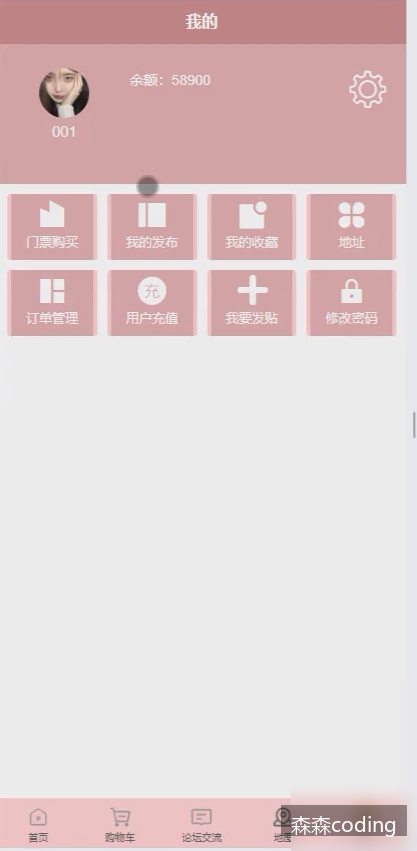 我的
余额：58900
001
门票购买 我的发布 我的收藏 地址
充
订单管理 用户充值 我要发贴 修改密码
首页 购物车 论坛交流
森森coding